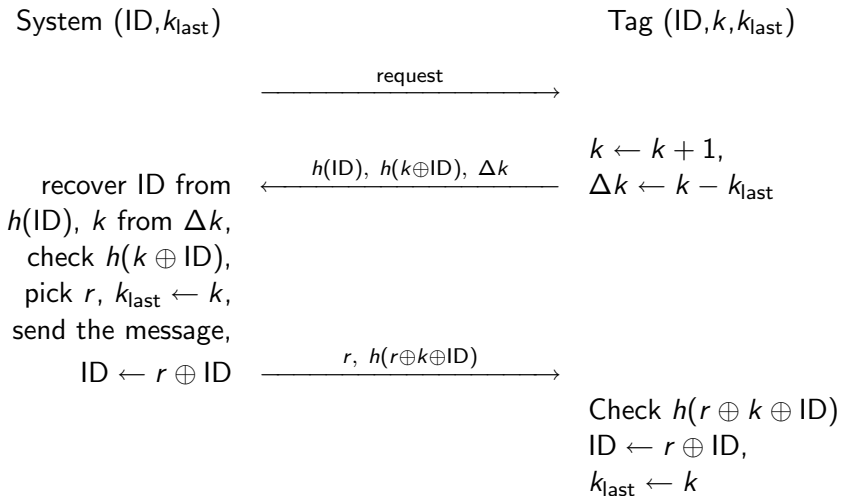 System (ID,k_last)
Tag (ID,k,k_last)
request
k ← k + 1,
Δk ← k − k_last
h(ID), h(k⊕ID), Δk
recover ID from
h(ID), k from Δk,
check h(k ⊕ ID),
pick r, k_last ← k,
send the message,
ID ← r ⊕ ID
r, h(r⊕k⊕ID)
Check h(r ⊕ k ⊕ ID)
ID ← r ⊕ ID,
k_last ← k